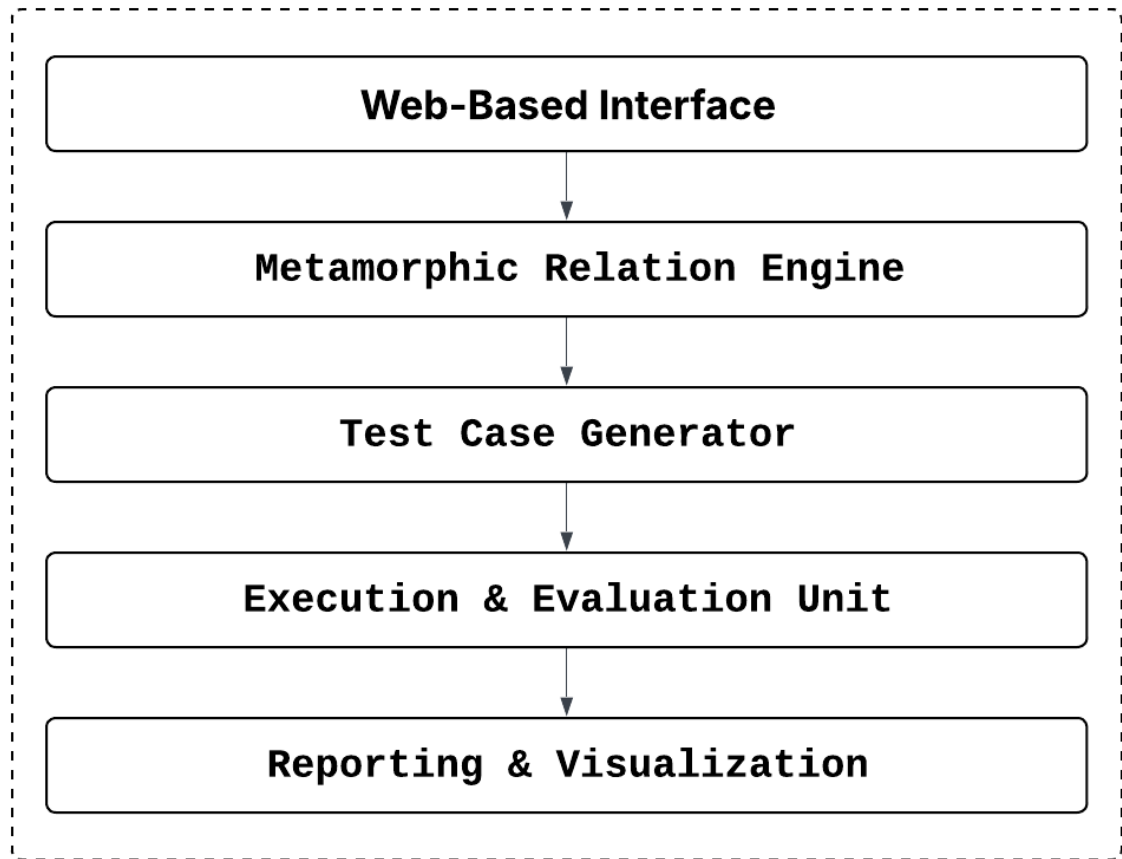 Web-Based Interface
Metamorphic Relation Engine
Test Case Generator
Execution & Evaluation Unit
Reporting & Visualization